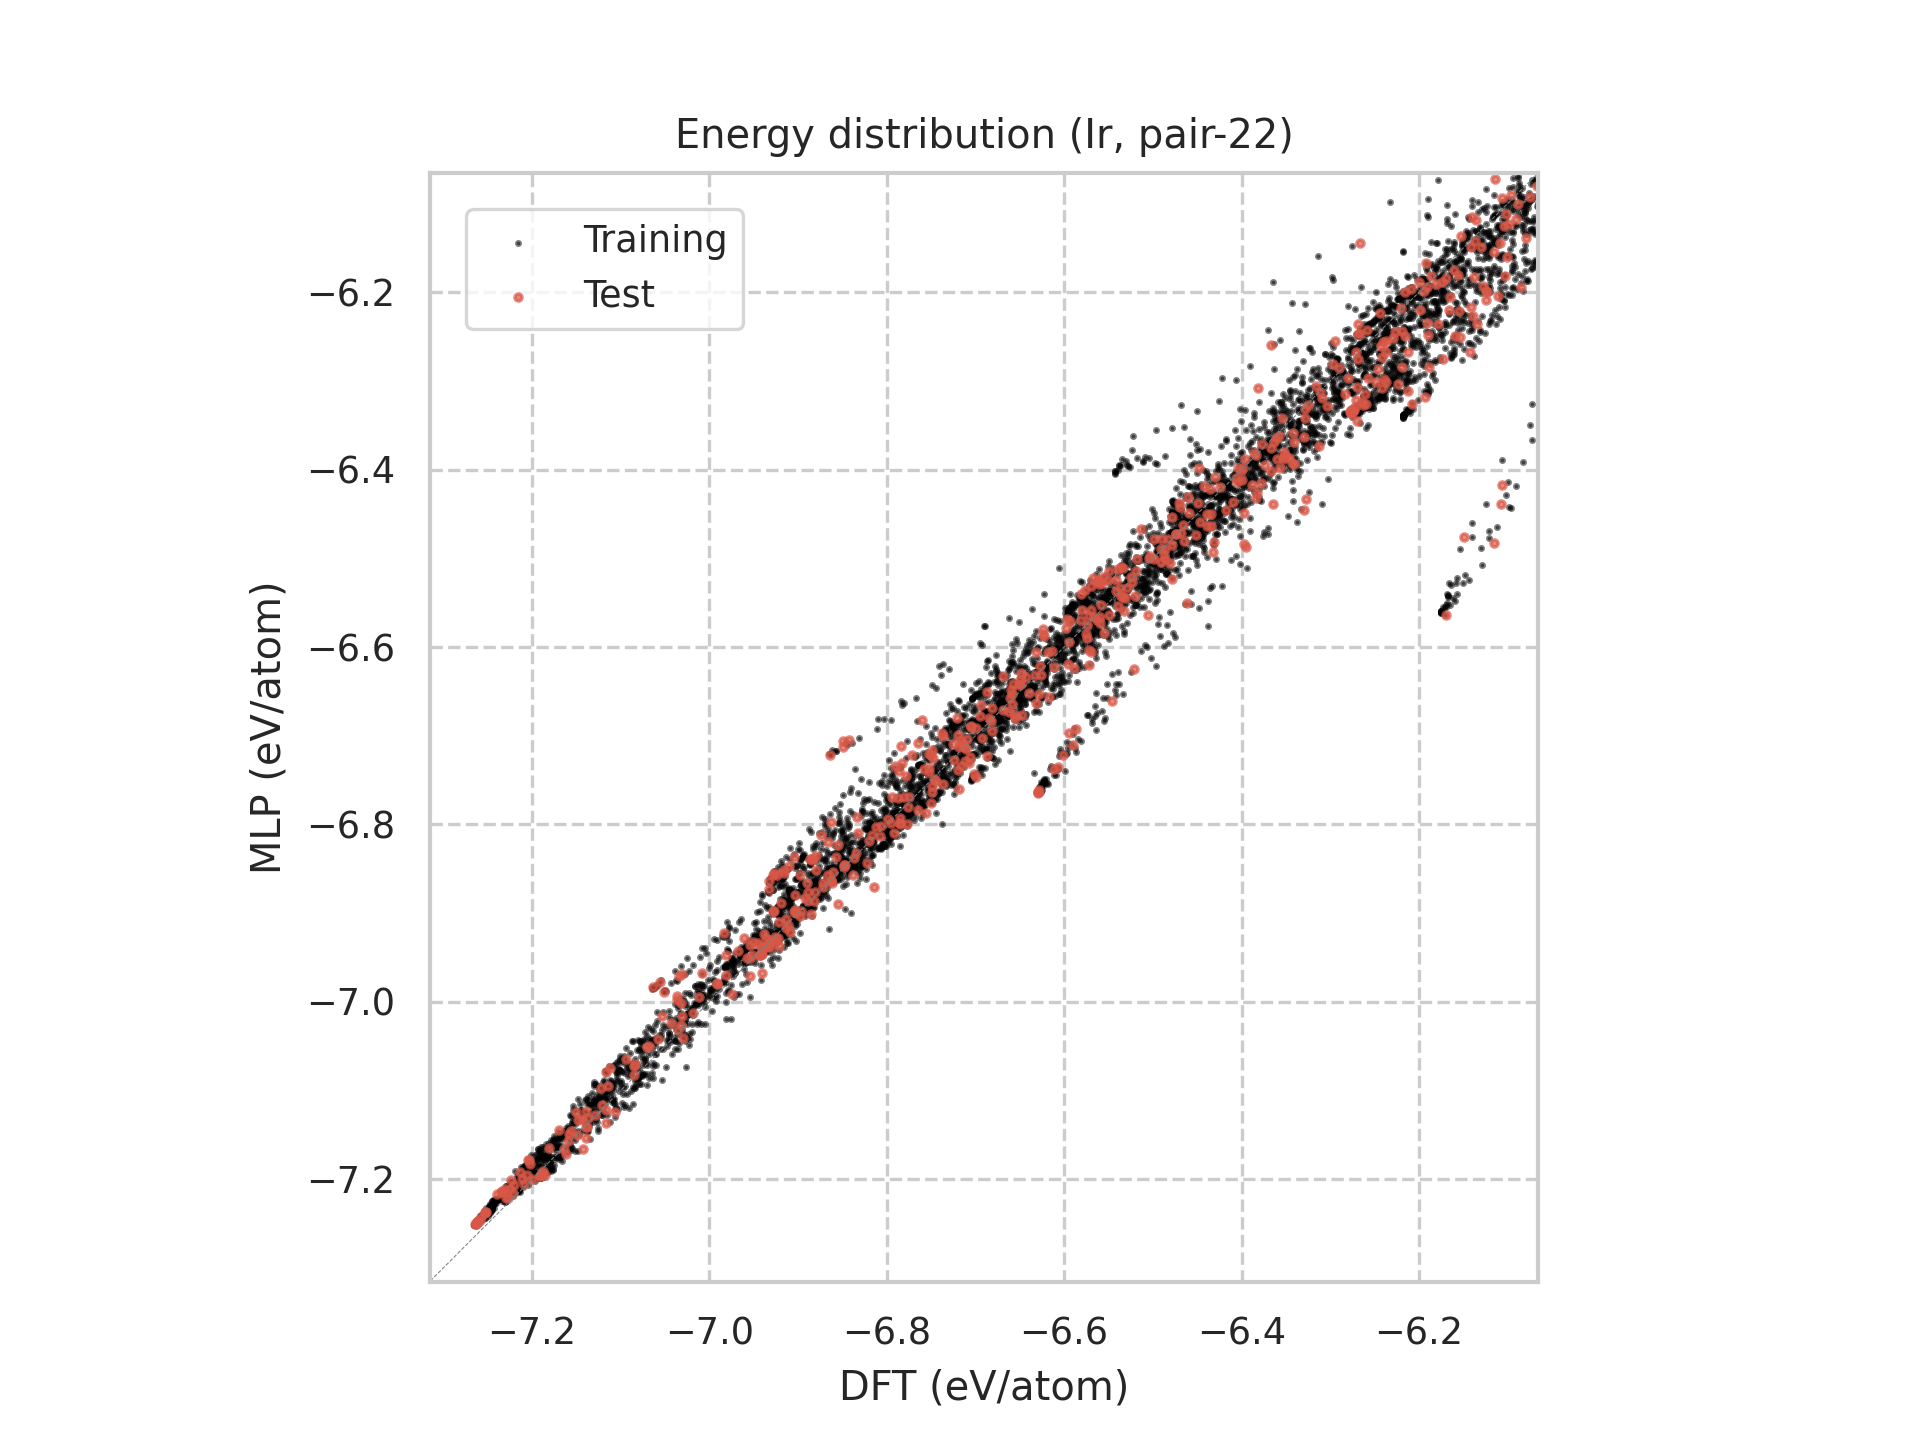 Energy distribution (Ir, pair-22)
Training
Test
−6.2
−6.4
−6.6
−6.8
−7.0
−7.2
MLP (eV/atom)
−7.2 −7.0 −6.8 −6.6 −6.4 −6.2
DFT (eV/atom)